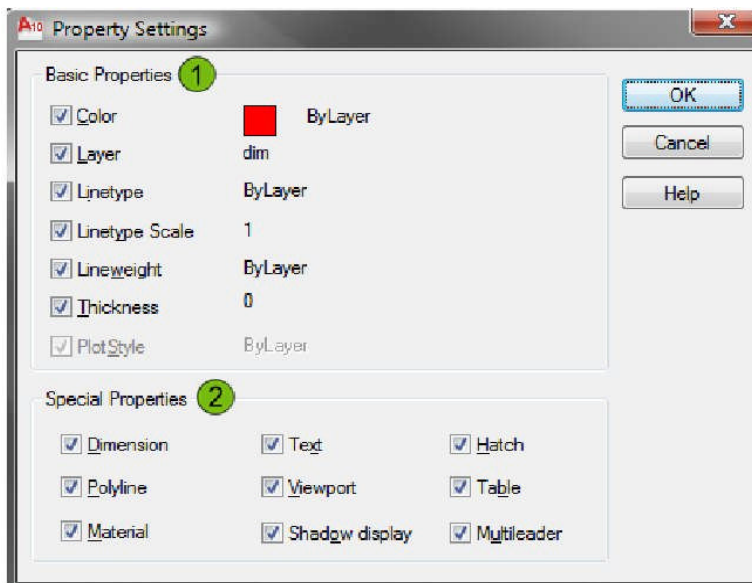 A10 Property Settings X
Basic Properties 1
Color ByLayer
Layer dim
Linetype ByLayer
Linetype Scale 1
Lineweight ByLayer
Thickness 0
PlotStyle ByLayer
OK
Cancel
Help
Special Properties 2
Dimension Text Hatch
Polyline Viewport Table
Material Shadow display Multileader